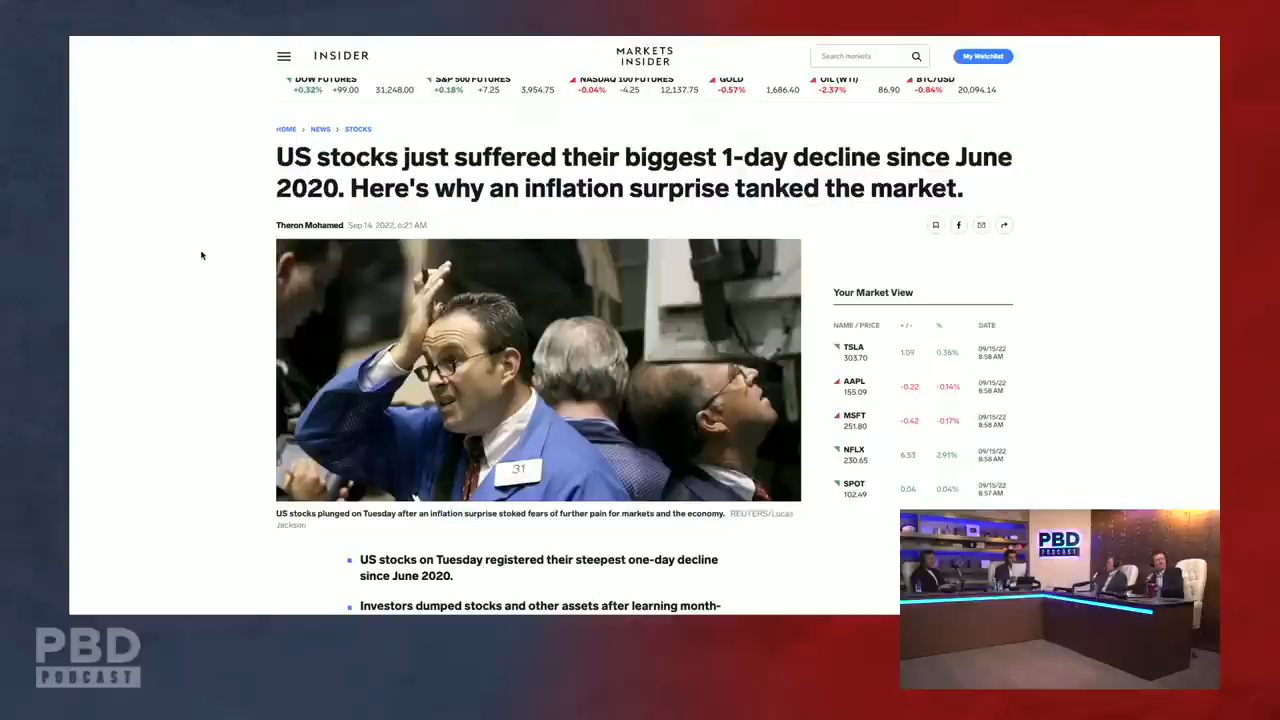 INSIDER
MARKETS
INSIDER
Search markets
My Watchlist
DOW FUTURES
+0.32% +99.00 31,248.00
S&P 500 FUTURES
+0.18% +7.25 3,954.75
NASDAQ 100 FUTURES
-0.04% -4.25 12,137.75
GOLD
-0.57% 1,686.40
OIL (WTI)
-2.37% 86.90
BTC/USD
-0.84% 20,094.14
HOME > NEWS > STOCKS
US stocks just suffered their biggest 1-day decline since June
2020. Here's why an inflation surprise tanked the market.
Theron Mohamed Sep 14, 2022, 6:21 AM
31
US stocks plunged on Tuesday after an inflation surprise stoked fears of further pain for markets and the economy. REUTERS/Lucas
Jackson
US stocks on Tuesday registered their steepest one-day decline
since June 2020.
Investors dumped stocks and other assets after learning month-
Your Market View
NAME / PRICE + / - % DATE
TSLA
303.70 1.09 0.36% 09/15/22
8:58 AM
AAPL
155.09 -0.22 -0.14% 09/15/22
8:58 AM
MSFT
251.80 -0.42 -0.17% 09/15/22
8:58 AM
NFLX
230.65 6.53 2.91% 09/15/22
8:58 AM
SPOT
102.49 0.04 0.04% 09/15/22
8:57 AM
PBD
PODCAST
PBD
PODCAST